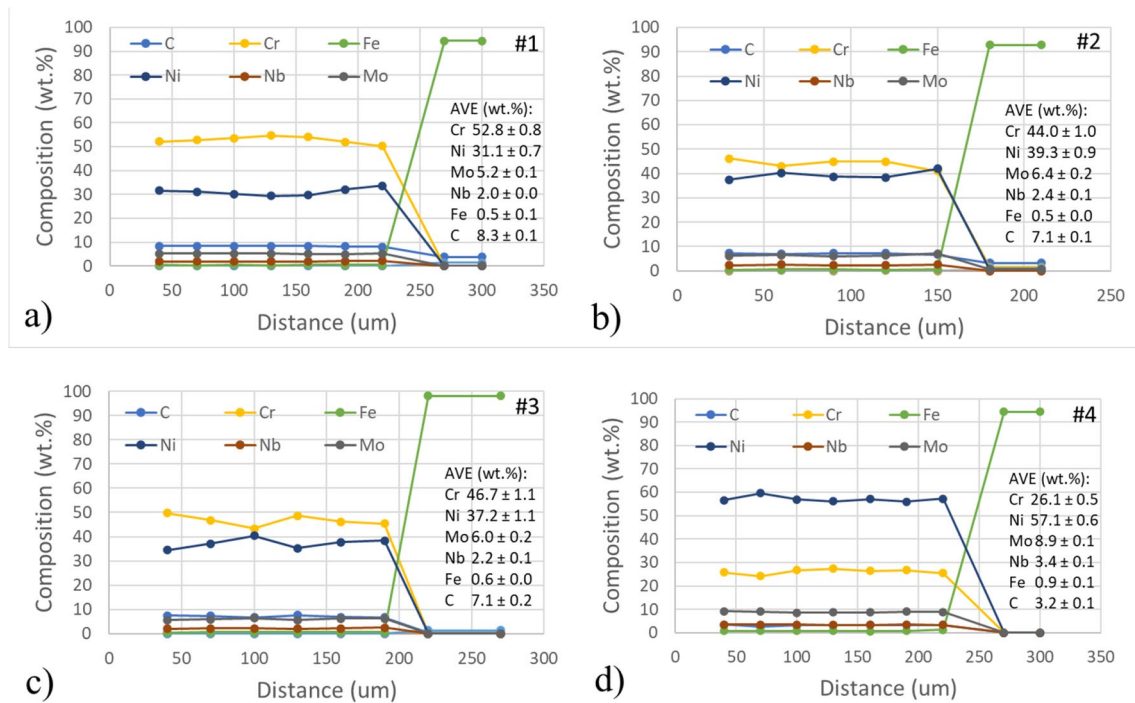 #1
C Cr Fe
Ni Nb Mo
AVE (wt.%):
Cr 52.8 ± 0.8
Ni 31.1 ± 0.7
Mo 5.2 ± 0.1
Nb 2.0 ± 0.0
Fe 0.5 ± 0.1
C 8.3 ± 0.1
Composition (wt.%)
100
90
80
70
60
50
40
30
20
10
0
0 50 100 150 200 250 300 350
Distance (um)
a)
#2
C Cr Fe
Ni Nb Mo
AVE (wt.%):
Cr 44.0 ± 1.0
Ni 39.3 ± 0.9
Mo 6.4 ± 0.2
Nb 2.4 ± 0.1
Fe 0.5 ± 0.0
C 7.1 ± 0.1
Composition (wt.%)
100
90
80
70
60
50
40
30
20
10
0
0 50 100 150 200 250
Distance (um)
b)
#3
C Cr Fe
Ni Nb Mo
AVE (wt.%):
Cr 46.7 ± 1.1
Ni 37.2 ± 1.1
Mo 6.0 ± 0.2
Nb 2.2 ± 0.1
Fe 0.6 ± 0.0
C 7.1 ± 0.2
Composition (wt.%)
100
90
80
70
60
50
40
30
20
10
0
0 50 100 150 200 250 300
Distance (um)
c)
#4
C Cr Fe
Ni Nb Mo
AVE (wt.%):
Cr 26.1 ± 0.5
Ni 57.1 ± 0.6
Mo 8.9 ± 0.1
Nb 3.4 ± 0.1
Fe 0.9 ± 0.1
C 3.2 ± 0.1
Composition (wt.%)
100
90
80
70
60
50
40
30
20
10
0
0 50 100 150 200 250 300 350
Distance (um)
d)